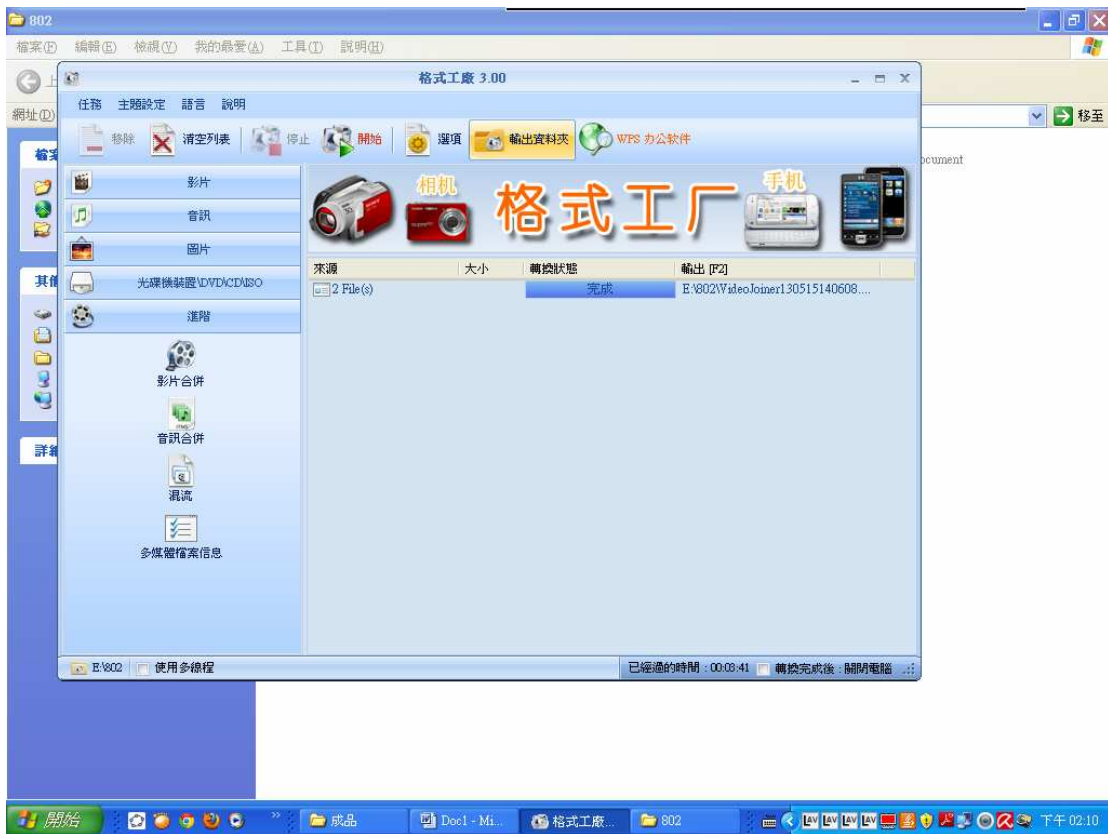 802
檔案(F) 編輯(E) 檢視(V) 我的最愛(A) 工具(T) 說明(H)
格式工廠 3.00
網址(D)
移至
任務 主題設定 語言 說明
移除 清空列表 停止 開始 選項 輸出資料夾 WPS 办公软件
影片
音訊
圖片
光碟機裝置\DVD\CD\ISO
進階
影片合併
音訊合併
混流
多媒體檔案信息
相机 格式工厂 手机
來源 大小 轉換狀態 輸出 [F2]
2 File(s) 完成 E:\802\VideoJoiner130515140608....
E:\802 使用多線程 已經過的時間 : 00:03:41 轉換完成後 : 關閉電腦
開始 成品 Doc1 - Mi... 格式工廠... 802 LAV LAV LAV LAV 下午 02:10